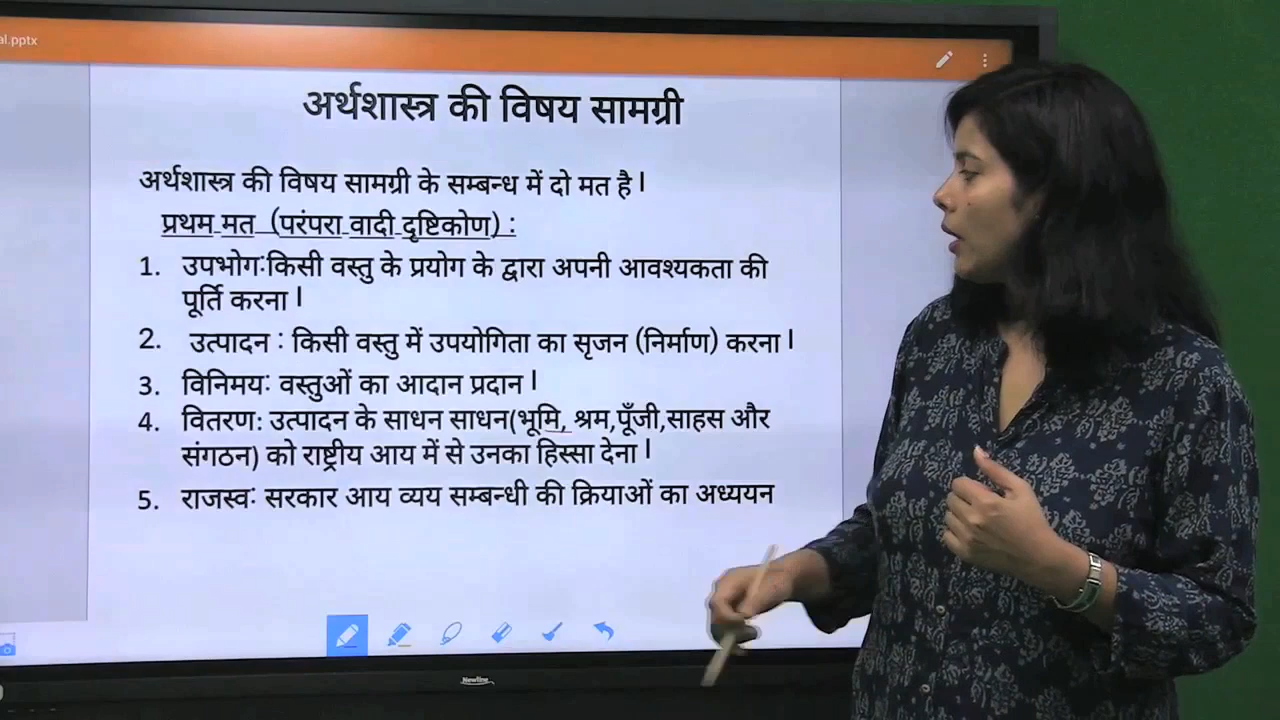 al.pptx
अर्थशास्त्र की विषय सामग्री
अर्थशास्त्र की विषय सामग्री के सम्बन्ध में दो मत है।
प्रथम मत (परंपरा वादी दृष्टिकोण) :
1. उपभोग:किसी वस्तु के प्रयोग के द्वारा अपनी आवश्यकता की
पूर्ति करना।
2. उत्पादन : किसी वस्तु में उपयोगिता का सृजन (निर्माण) करना।
3. विनिमय: वस्तुओं का आदान प्रदान।
4. वितरण: उत्पादन के साधन साधन(भूमि, श्रम,पूँजी,साहस और
संगठन) को राष्ट्रीय आय में से उनका हिस्सा देना।
5. राजस्व: सरकार आय व्यय सम्बन्धी की क्रियाओं का अध्ययन
Newline